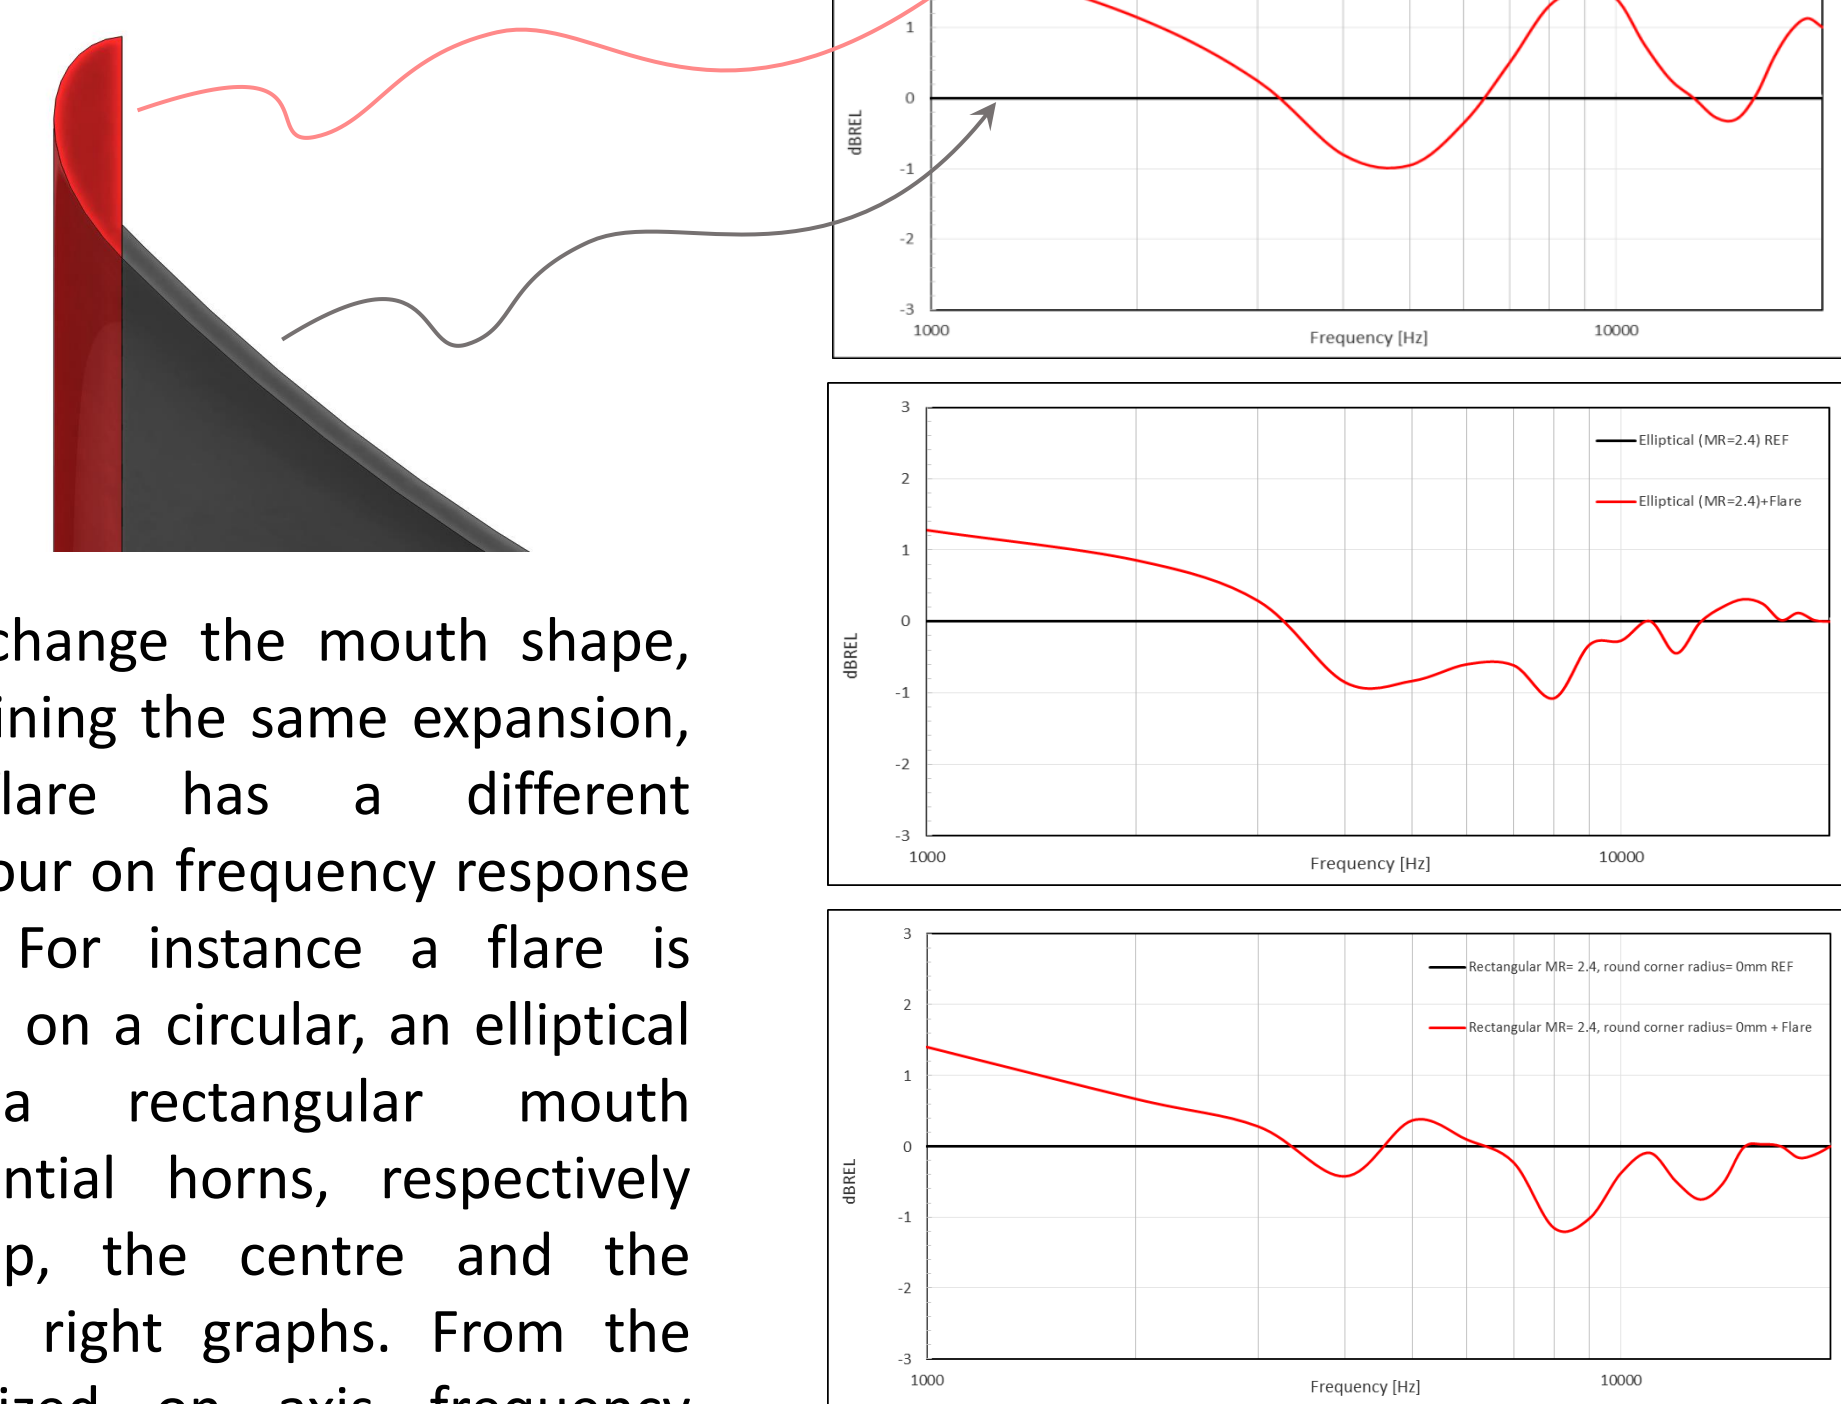 change the mouth shape,
ining the same expansion,
lare has a different
our on frequency response
For instance a flare is
on a circular, an elliptical
a rectangular mouth
ntial horns, respectively
p, the centre and the
right graphs. From the
ized on axis frequency
1
0
-1
-2
-3
dBREL
1000
10000
Frequency [Hz]
3
2
1
0
-1
-2
-3
dBREL
Elliptical (MR=2.4) REF
Elliptical (MR=2.4)+Flare
1000
10000
Frequency [Hz]
3
2
1
0
-1
-2
-3
dBREL
Rectangular MR= 2.4, round corner radius= 0mm REF
Rectangular MR= 2.4, round corner radius= 0mm + Flare
1000
10000
Frequency [Hz]